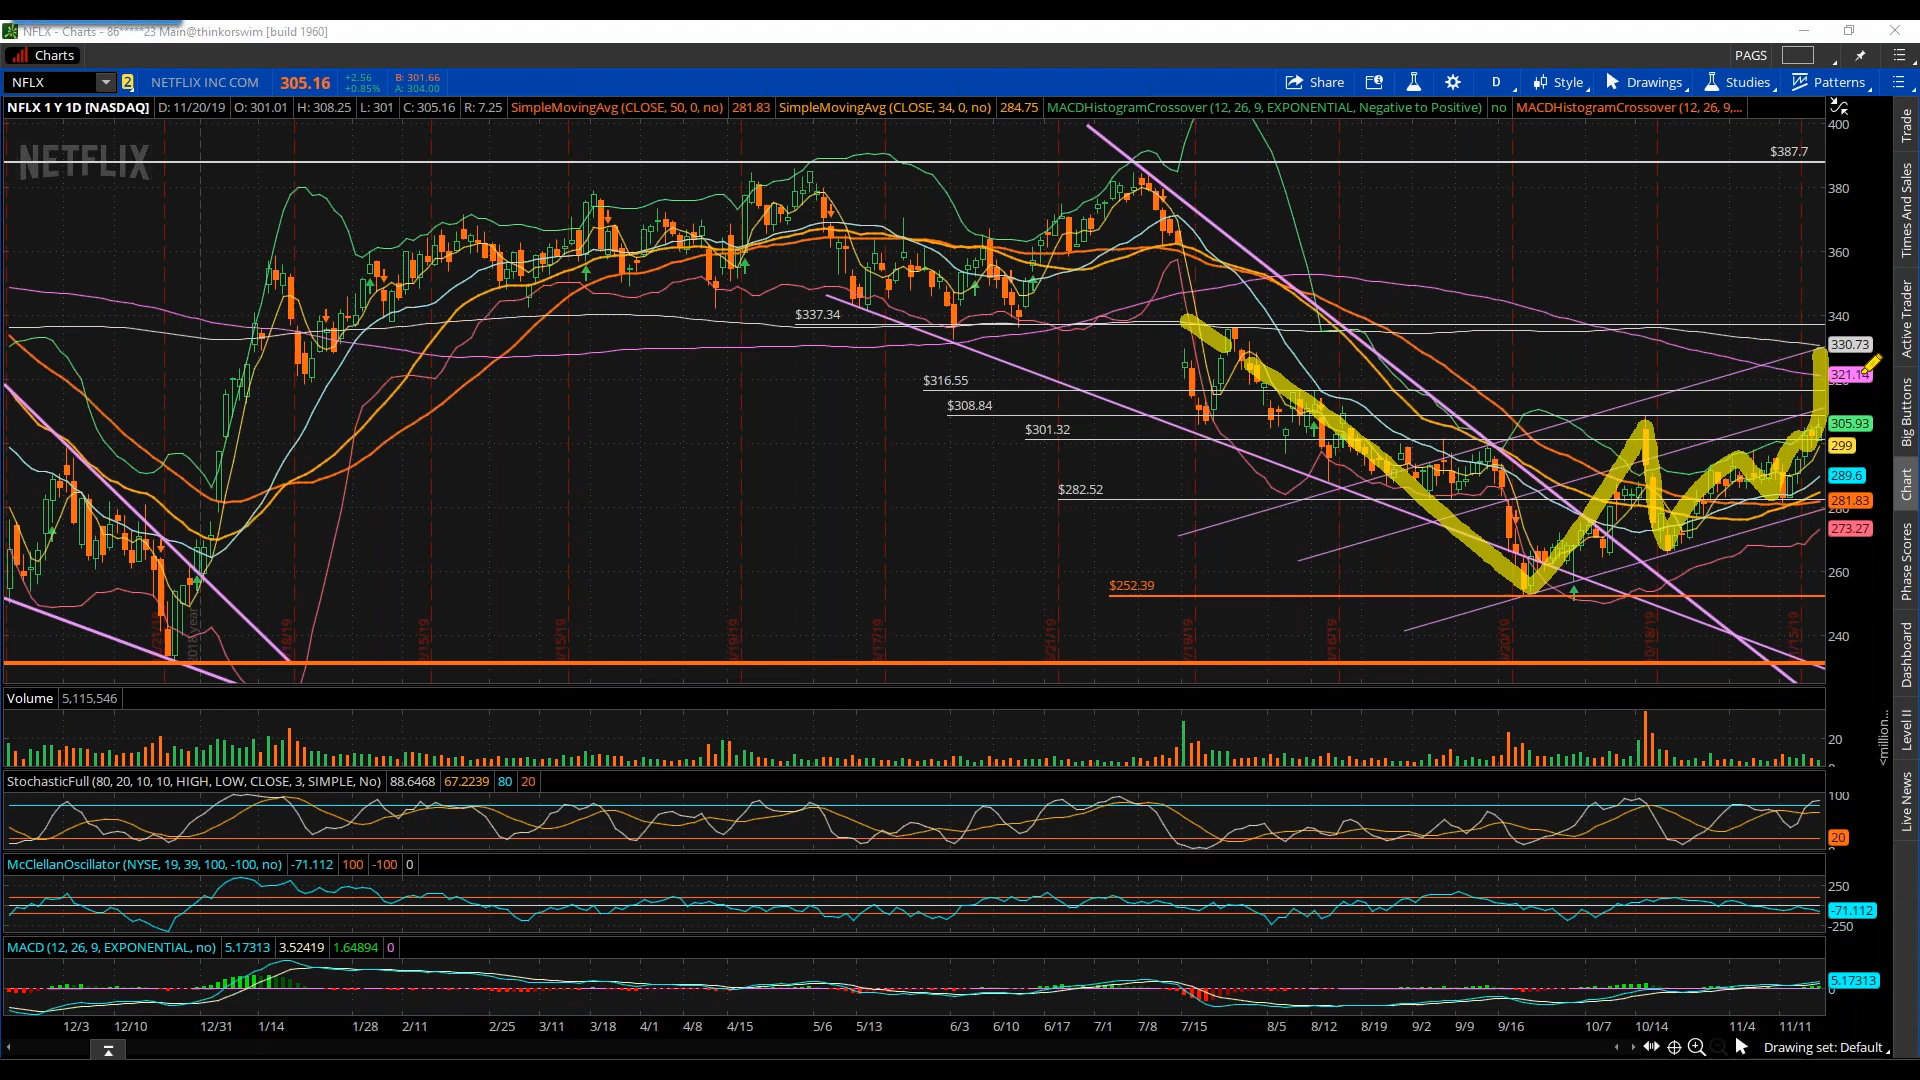 NFLX - Charts - 86*****23 Main@thinkorswim [build 1960]
Charts
PAGS
NFLX
2
NETFLIX INC COM
305.16
+2.56
+0.85%
B: 301.66
A: 304.00
Share
D
Style
Drawings
Studies
Patterns
NFLX 1 Y 1D [NASDAQ] D: 11/20/19 O: 301.01 H: 308.25 L: 301 C: 305.16 R: 7.25 SimpleMovingAvg (CLOSE, 50, 0, no) 281.83 SimpleMovingAvg (CLOSE, 34, 0, no) 284.75 MACDHistogramCrossover (12, 26, 9, EXPONENTIAL, Negative to Positive) no MACDHistogramCrossover (12, 26, 9,...
NETFLIX
$387.7
$337.34
$316.55
$308.84
$301.32
$282.52
$252.39
400
380
360
340
330.73
321.14
305.93
299
289.6
281.83
280
273.27
260
240
Volume 5,115,546
20
<millions...
StochasticFull (80, 20, 10, 10, HIGH, LOW, CLOSE, 3, SIMPLE, No) 88.6468 67.2239 80 20
100
20
McClellanOscillator (NYSE, 19, 39, 100, -100, no) -71.112 100 -100 0
250
-71.112
-250
MACD (12, 26, 9, EXPONENTIAL, no) 5.17313 3.52419 1.64894 0
5.17313
12/3 12/10 12/31 1/14 1/28 2/11 2/25 3/11 3/18 4/1 4/8 4/15 5/6 5/13 6/3 6/10 6/17 7/1 7/8 7/15 8/5 8/12 8/19 9/2 9/9 9/16 10/7 10/14 11/4 11/11
Drawing set: Default
Trade
Times And Sales
Active Trader
Big Buttons
Chart
Phase Scores
Dashboard
Level II
Live News